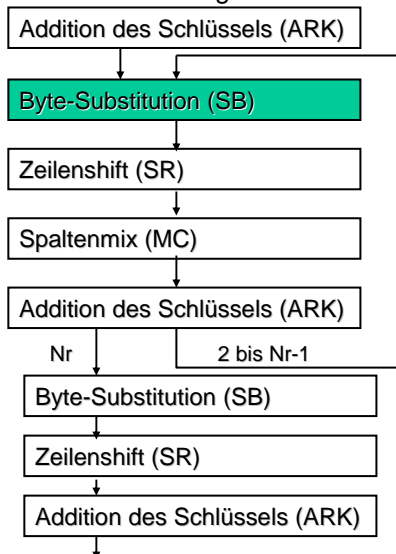 Addition des Schlüssels (ARK)
Byte-Substitution (SB)
Zeilenshift (SR)
Spaltenmix (MC)
Addition des Schlüssels (ARK)
Nr 2 bis Nr-1
Byte-Substitution (SB)
Zeilenshift (SR)
Addition des Schlüssels (ARK)